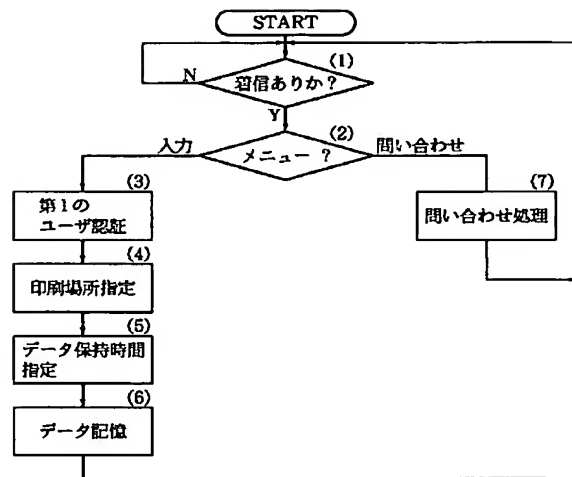 START
(1)
着信ありか？
N
Y
(2)
メニュー ？
入力
問い合わせ
(3)
第1の
ユーザ認証
(7)
問い合わせ処理
(4)
印刷場所指定
(5)
データ保持時間
指定
(6)
データ記憶